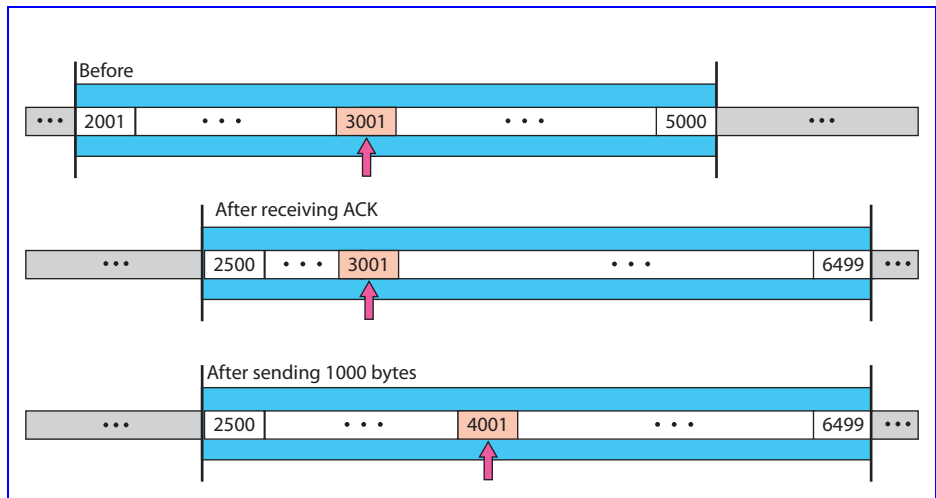 Before
••• 2001 • • • 3001 • • • 5000 •••
After receiving ACK
••• 2500 • • • 3001 • • • 6499 •••
After sending 1000 bytes
••• 2500 • • • 4001 • • • 6499 •••